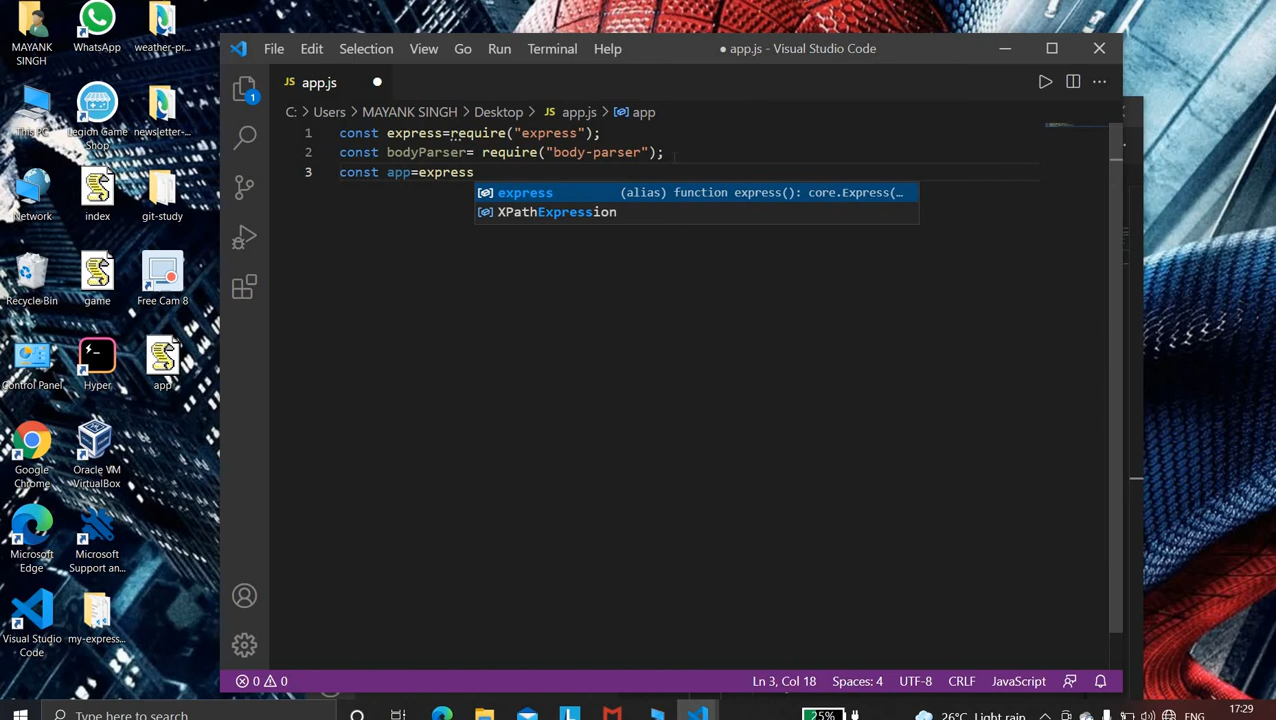 MAYANK SINGH
WhatsApp
weather-pr...
This PC
Legion Game Shop
newsletter-...
Network
index
git-study
Recycle Bin
game
Free Cam 8
Control Panel
Hyper
app
Google Chrome
Oracle VM VirtualBox
Microsoft Edge
Microsoft Support an...
Visual Studio Code
my-express...
File Edit Selection View Go Run Terminal Help
● app.js - Visual Studio Code
JS app.js
C: > Users > MAYANK SINGH > Desktop > JS app.js > app
1 const express=require("express");
2 const bodyParser= require("body-parser");
3 const app=express
express (alias) function express(): core.Express(...
XPathExpression
1
0 0
Ln 3, Col 18 Spaces: 4 UTF-8 CRLF JavaScript
Type here to search
25%
26°C Light rain
ENG
17:29